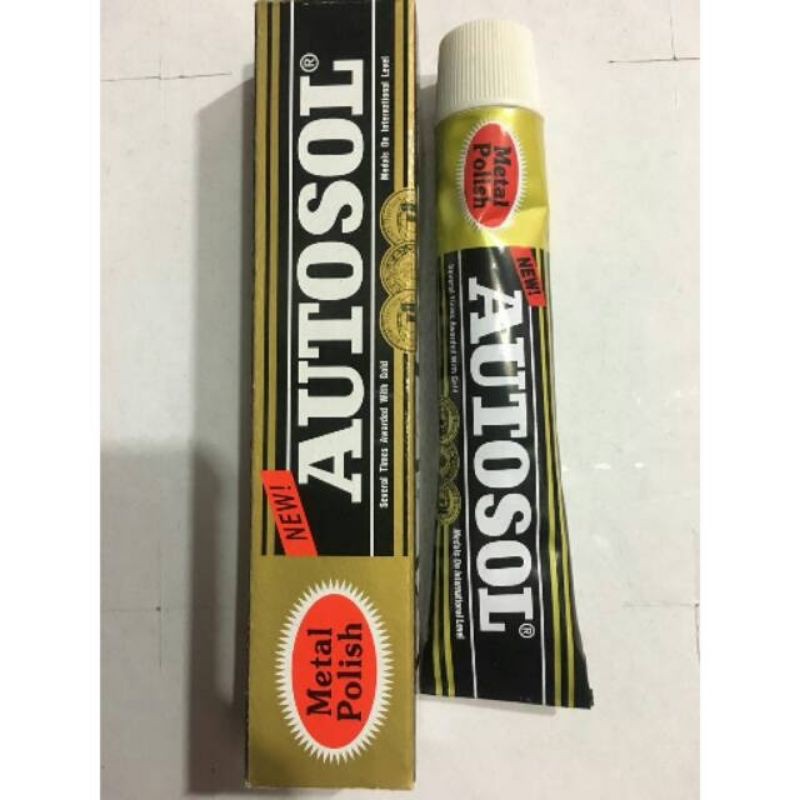 AUTOSOL®
Several Times Awarded With Gold
Medals On International Level
NEW!
Metal
Polish
Metal
Polish
NEW!
AUTOSOL®
Several Times Awarded With Gold
Medals On International Level